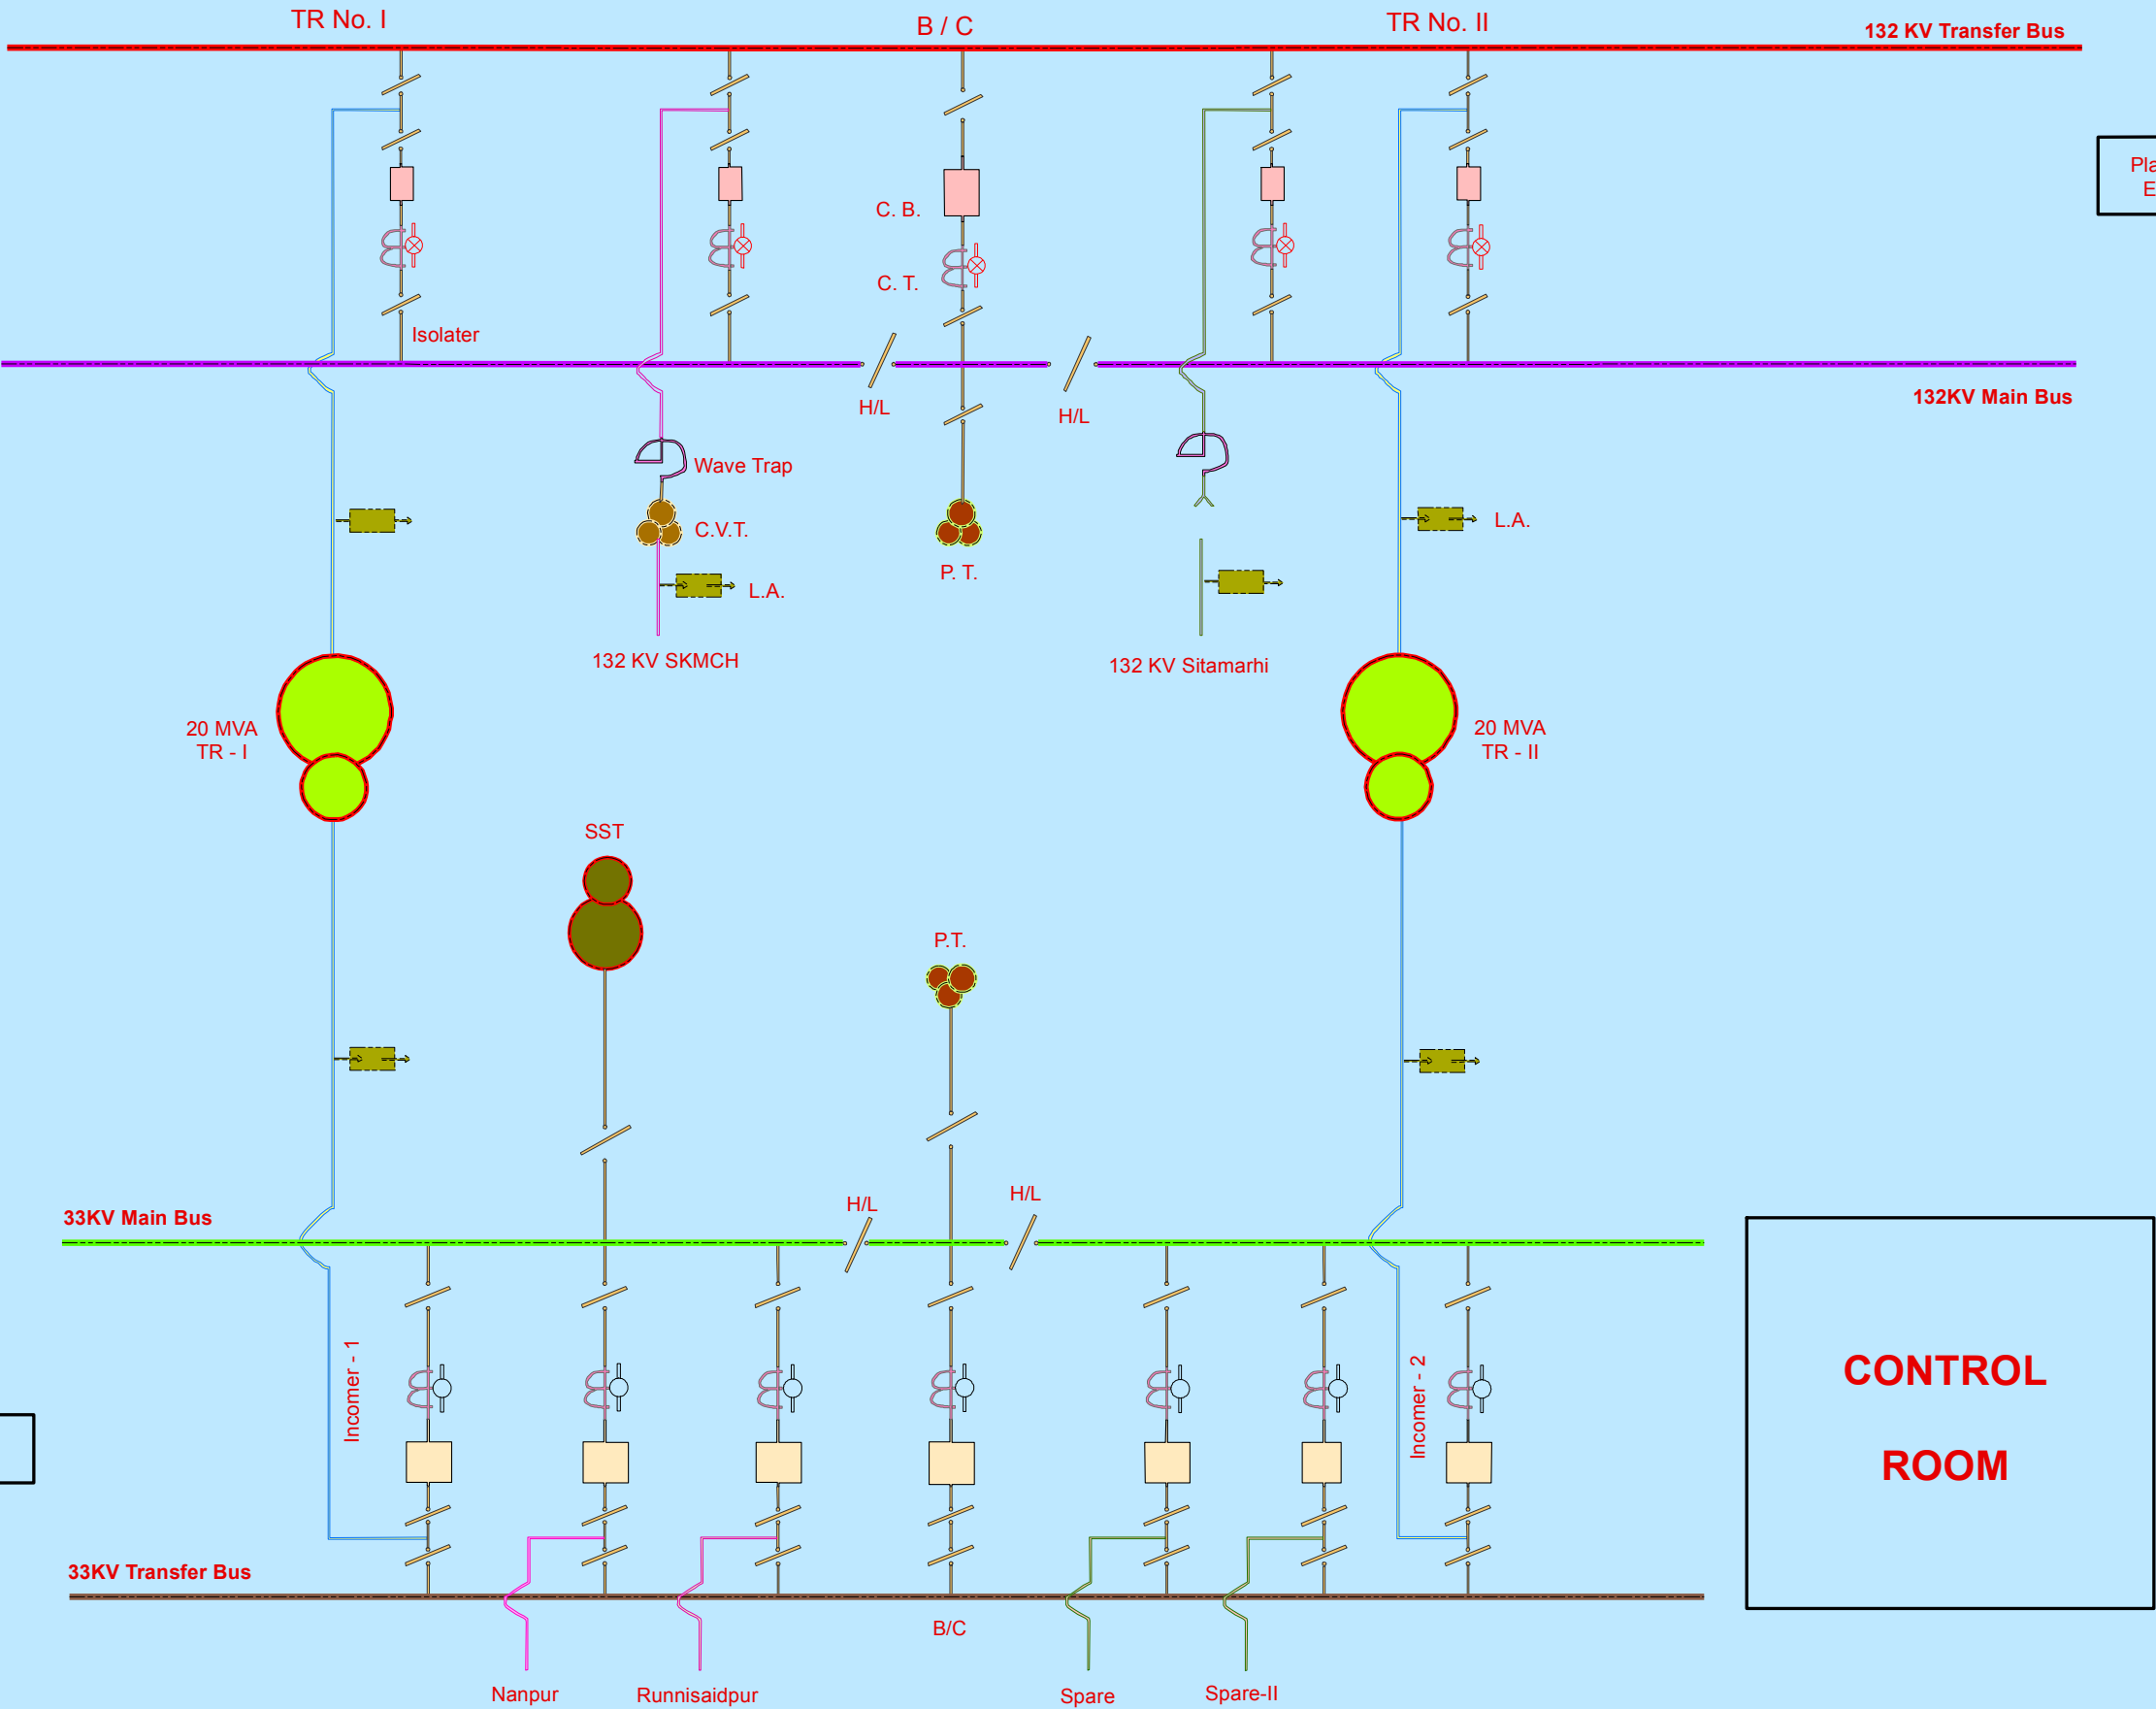 TR No. I
B / C
TR No. II
132 KV Transfer Bus
C. B.
C. T.
Isolater
H/L
H/L
132KV Main Bus
Wave Trap
C.V.T.
P. T.
L.A.
L.A.
132 KV SKMCH
132 KV Sitamarhi
20 MVA
TR - I
20 MVA
TR - II
SST
P.T.
33KV Main Bus
H/L
H/L
Incomer - 1
Incomer - 2
CONTROL
ROOM
33KV Transfer Bus
B/C
Nanpur
Runnisaidpur
Spare
Spare-II